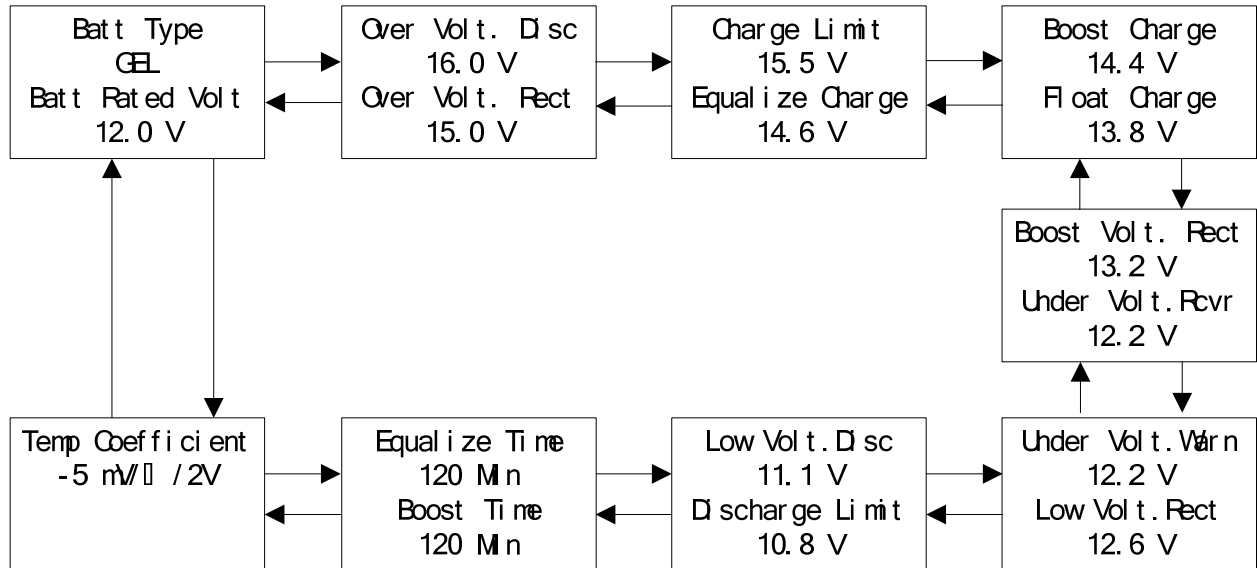 Batt Type
GEL
Batt Rated Volt
12.0 V
Over Volt. Disc
16.0 V
Over Volt. Rect
15.0 V
Charge Limit
15.5 V
Equalize Charge
14.6 V
Boost Charge
14.4 V
Float Charge
13.8 V
Boost Volt. Rect
13.2 V
Under Volt.Rcvr
12.2 V
Temp Coefficient
-5 mV/▯ /2V
Equalize Time
120 Min
Boost Time
120 Min
Low Volt.Disc
11.1 V
Discharge Limit
10.8 V
Under Volt.Warn
12.2 V
Low Volt.Rect
12.6 V